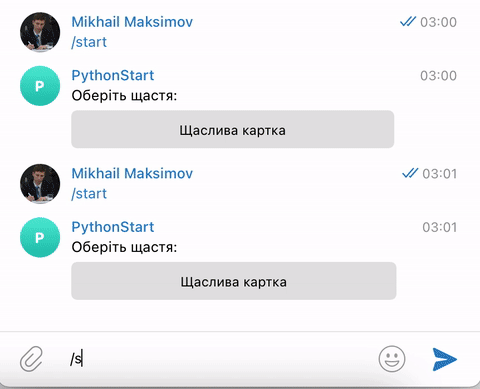 Mikhail Maksimov 03:00
/start
P PythonStart 03:00
Оберіть щастя:
Щаслива картка
Mikhail Maksimov 03:01
/start
P PythonStart 03:01
Оберіть щастя:
Щаслива картка
/s